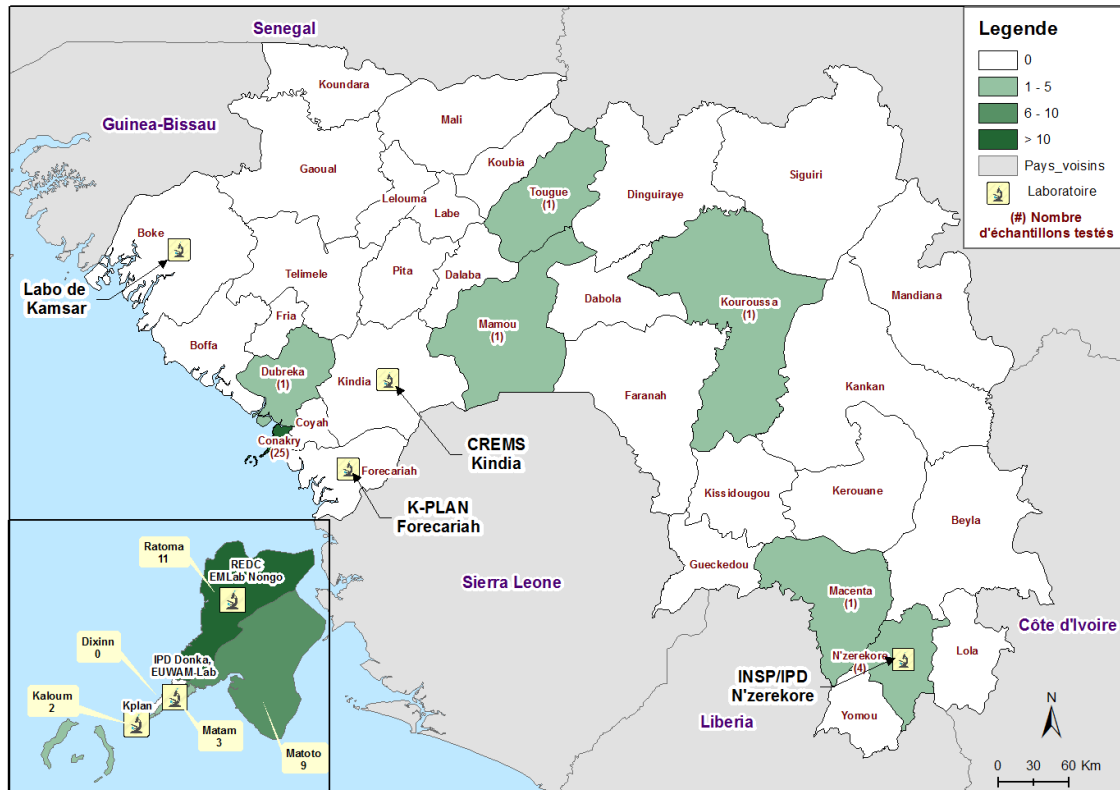 Senegal
Guinea-Bissau
Koundara
Mali
Gaoual
Koubia
Lelouma
Labe
Tougue
(1)
Dinguiraye
Siguiri
Boke
Labo de
Kamsar
Telimele
Pita
Dalaba
Fria
Boffa
Dubreka
(1)
Kindia
Mamou
(1)
Dabola
Kouroussa
(1)
Mandiana
Kankan
Faranah
Coyah
Conakry
(25)
Forecariah
CREMS
Kindia
K-PLAN
Forecariah
Kissidougou
Kerouane
Beyla
Gueckedou
Macenta
(1)
N'zerekore
(4)
Lola
Yomou
INSP/IPD
N'zerekore
Sierra Leone
Liberia
Côte d'Ivoire
Legende
0
1 - 5
6 - 10
> 10
Pays_voisins
Laboratoire
(#) Nombre
d'échantillons testés
Ratoma
11
REDC
EMLab Nongo
Dixinn
0
IPD Donka,
EUWAM-Lab
Kaloum
2
Kplan
Matam
3
Matoto
9
N
0 30 60 Km